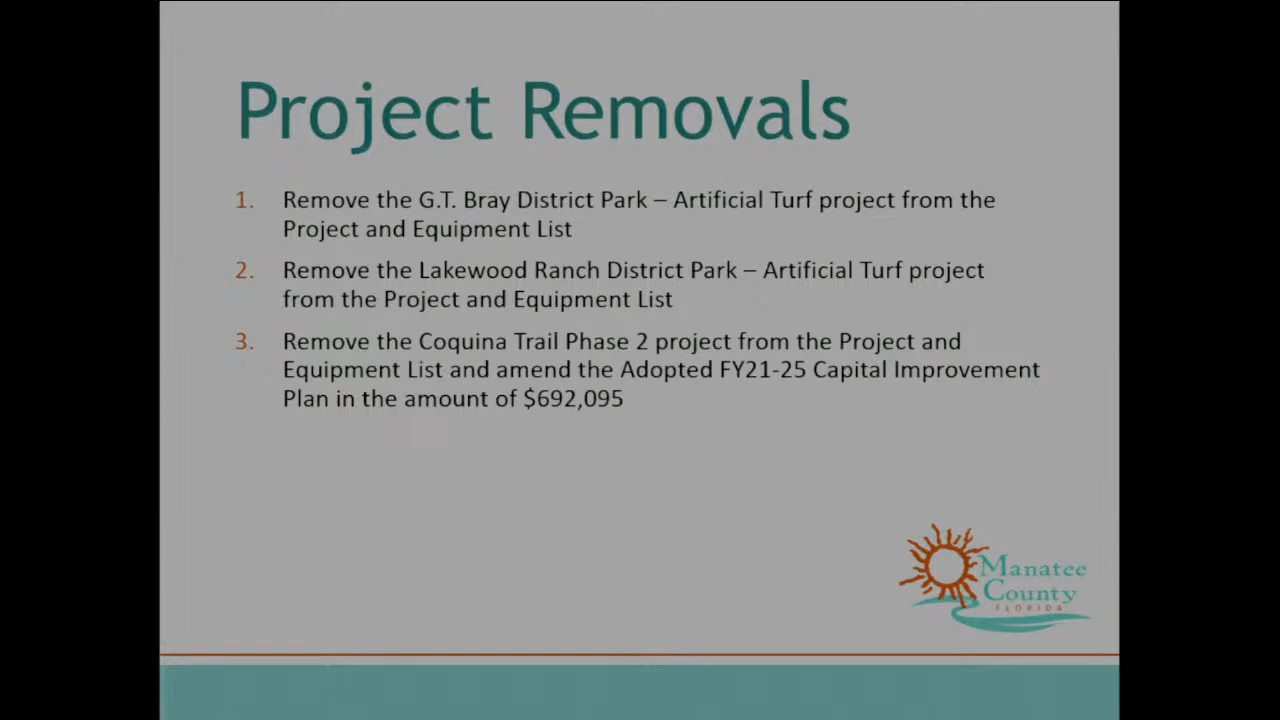 Project Removals
1. Remove the G.T. Bray District Park – Artificial Turf project from the
Project and Equipment List
2. Remove the Lakewood Ranch District Park – Artificial Turf project
from the Project and Equipment List
3. Remove the Coquina Trail Phase 2 project from the Project and
Equipment List and amend the Adopted FY21-25 Capital Improvement
Plan in the amount of $692,095
Manatee
County
FLORIDA